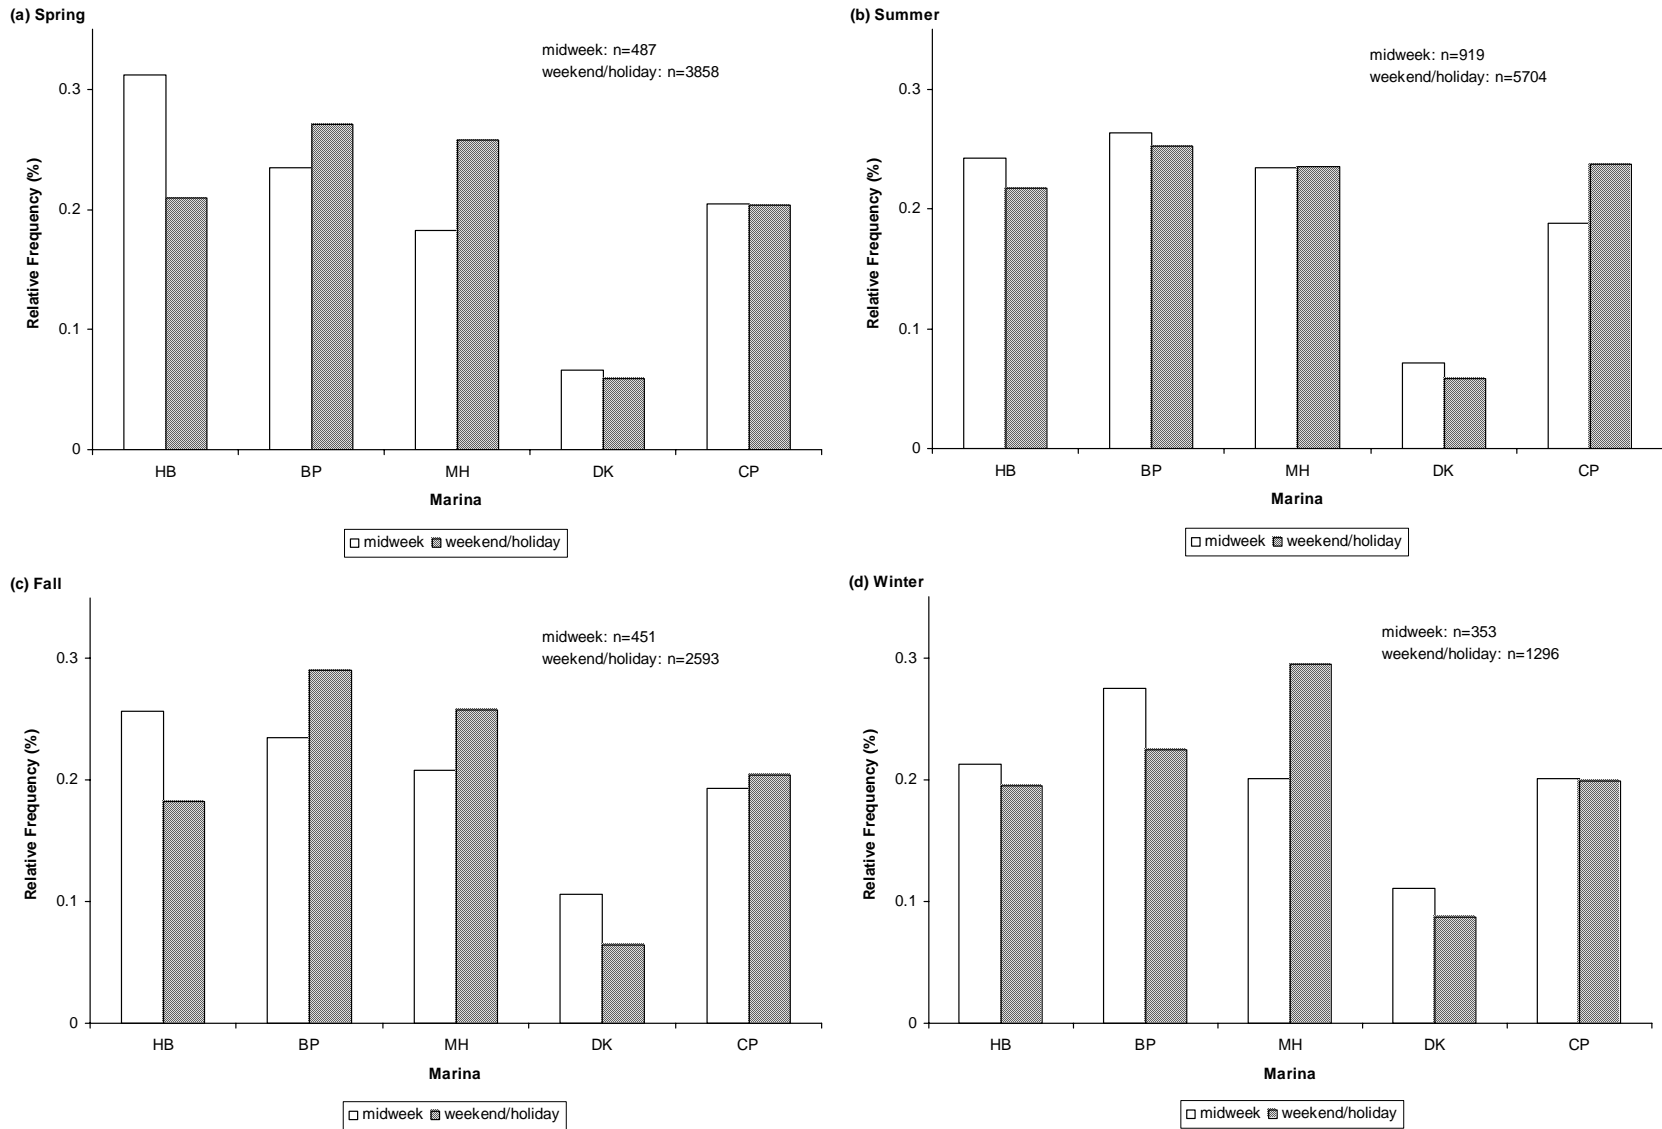 (a) Spring
midweek: n=487
weekend/holiday: n=3858
Relative Frequency (%)
0.3
0.2
0.1
0
HB BP MH DK CP
Marina
midweek weekend/holiday
(b) Summer
midweek: n=919
weekend/holiday: n=5704
Relative Frequency (%)
0.3
0.2
0.1
0
HB BP MH DK CP
Marina
midweek weekend/holiday
(c) Fall
midweek: n=451
weekend/holiday: n=2593
Relative Frequency (%)
0.3
0.2
0.1
0
HB BP MH DK CP
Marina
midweek weekend/holiday
(d) Winter
midweek: n=353
weekend/holiday: n=1296
Relative Frequency (%)
0.3
0.2
0.1
0
HB BP MH DK CP
Marina
midweek weekend/holiday